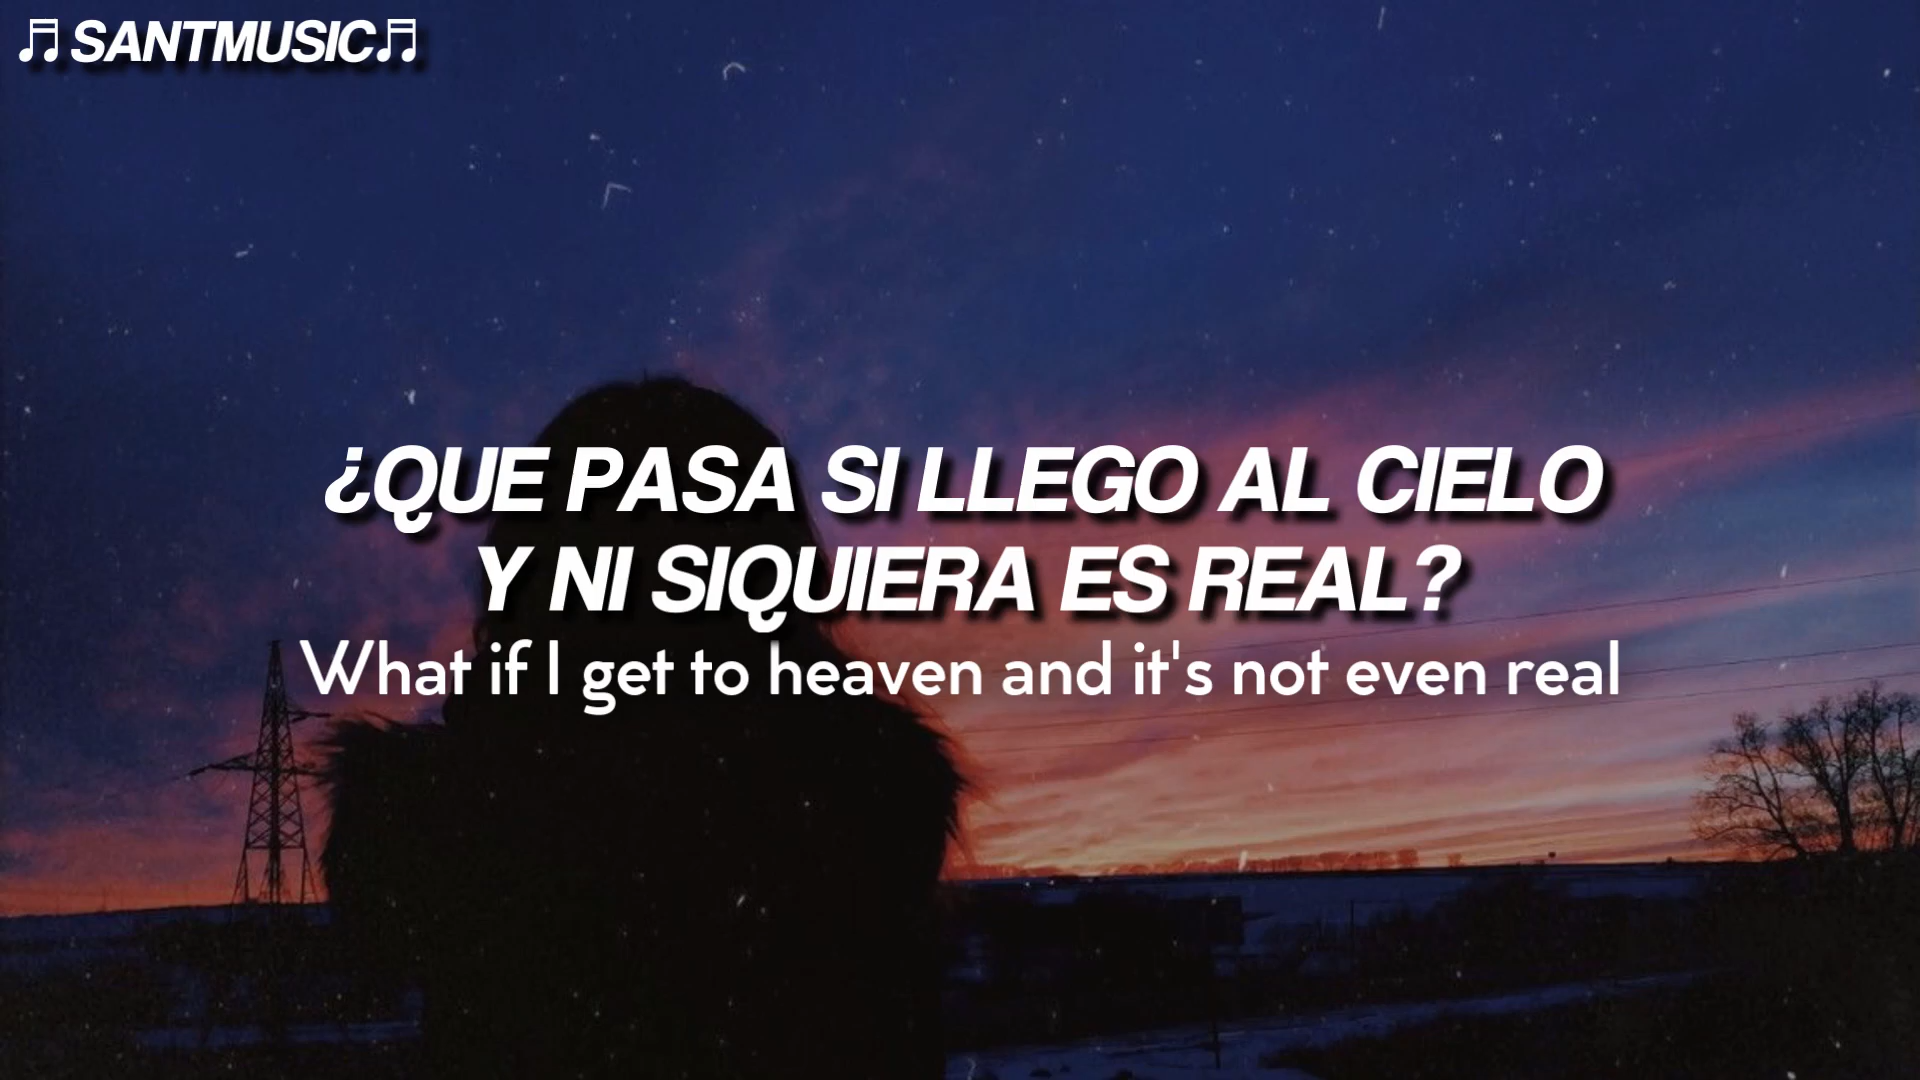 ♫ SANTMUSIC♫
¿QUE PASA SI LLEGO AL CIELO
Y NI SIQUIERA ES REAL?
What if I get to heaven and it's not even real